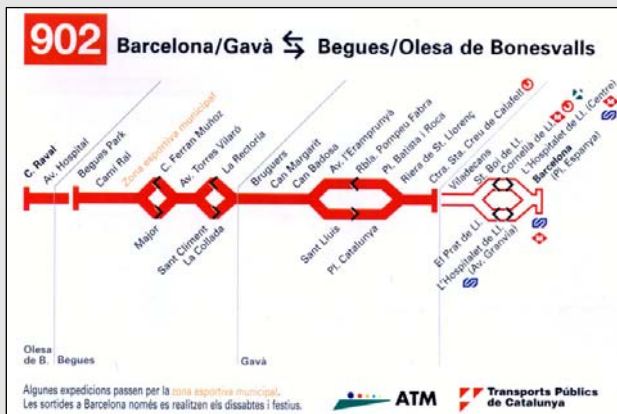 902 Barcelona/Gavà Begues/Olesa de Bonesvalls
C. Raval
Av. Hospital
Begues Park
Camí Ral
Zona esportiva municipal
C. Ferran Muñoz
Av. Torres Vilaró
La Rectoria
Bruguers
Can Margarit
Can Badosa
Av. l'Eramprunyà
Rbla. Pompeu Fabra
Pl. Batista i Roca
Riera de St. Llorenç
Ctra. Sta. Creu de Calafell
Viladecans
St. Boi de Ll.
Cornellà de Ll.
L'Hospitalet de Ll. (Centre)
Barcelona
(Pl. Espanya)
Major
Sant Climent
La Collada
Sant Lluís
Pl. Catalunya
El Prat de Ll.
L'Hospitalet de Ll.
(Av. Granvia)
Olesa
de B.
Begues
Gavà
Algunes expedicions passen per la zona esportiva municipal.
Les sortides a Barcelona només es realitzen els dissabtes i festius.
ATM
Transports Públics
de Catalunya